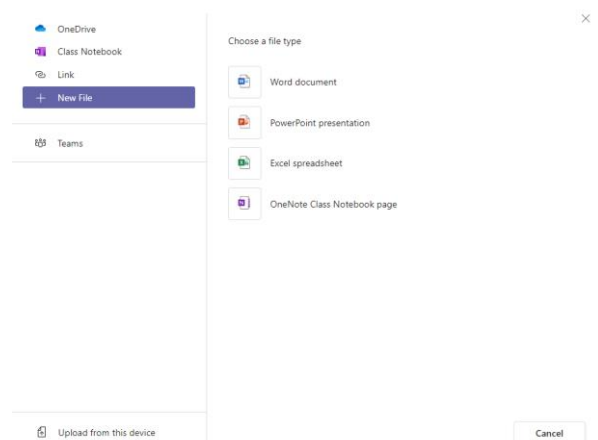 OneDrive
Class Notebook
Link
New File
Teams
Upload from this device
Choose a file type
Word document
PowerPoint presentation
Excel spreadsheet
OneNote Class Notebook page
Cancel